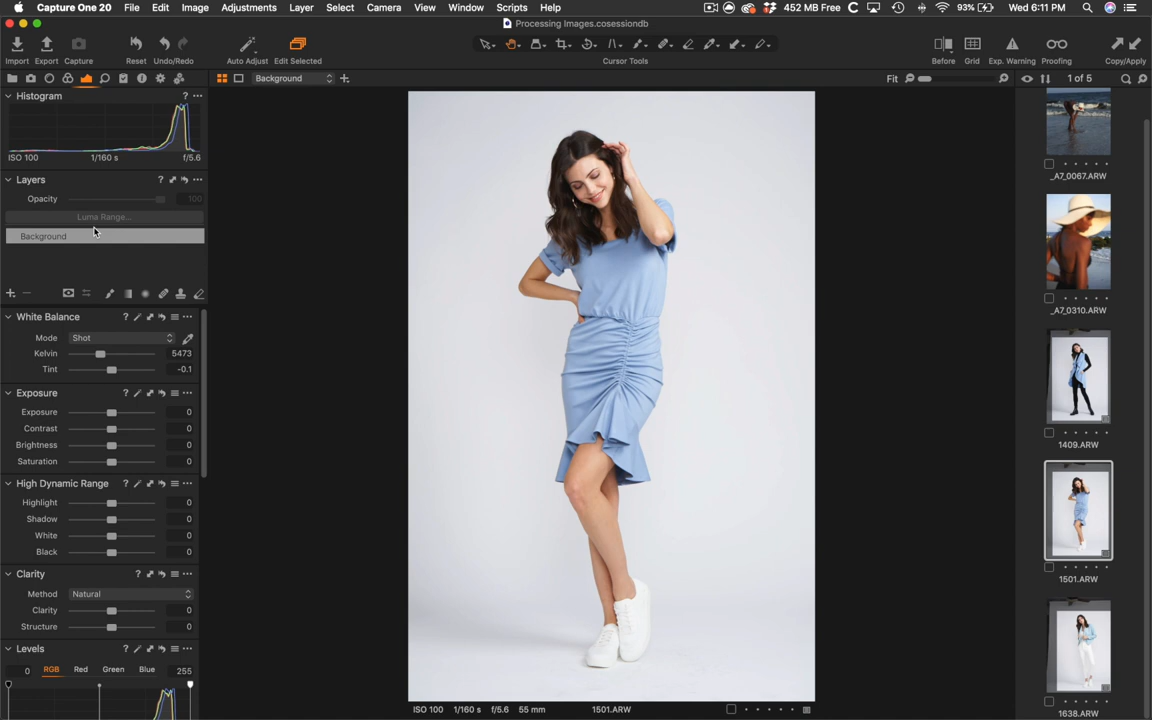 Capture One 20 File Edit Image Adjustments Layer Select Camera View Window Scripts Help 452 MB Free 93% Wed 6:11 PM
Processing Images.cosessiondb
Import Export Capture Reset Undo/Redo Auto Adjust Edit Selected Cursor Tools Before Grid Exp. Warning Proofing Copy/Apply
Background Fit 1 of 5
Histogram ? ...
ISO 100 1/160 s f/5.6
Layers ? ...
Opacity 100
Luma Range...
Background
White Balance ? ...
Mode Shot
Kelvin 5473
Tint -0.1
Exposure ? ...
Exposure 0
Contrast 0
Brightness 0
Saturation 0
High Dynamic Range ? ...
Highlight 0
Shadow 0
White 0
Black 0
Clarity ? ...
Method Natural
Clarity 0
Structure 0
Levels ? ...
0 RGB Red Green Blue 255
ISO 100 1/160 s f/5.6 55 mm 1501.ARW
_A7_0067.ARW
_A7_0310.ARW
1409.ARW
1501.ARW
1638.ARW